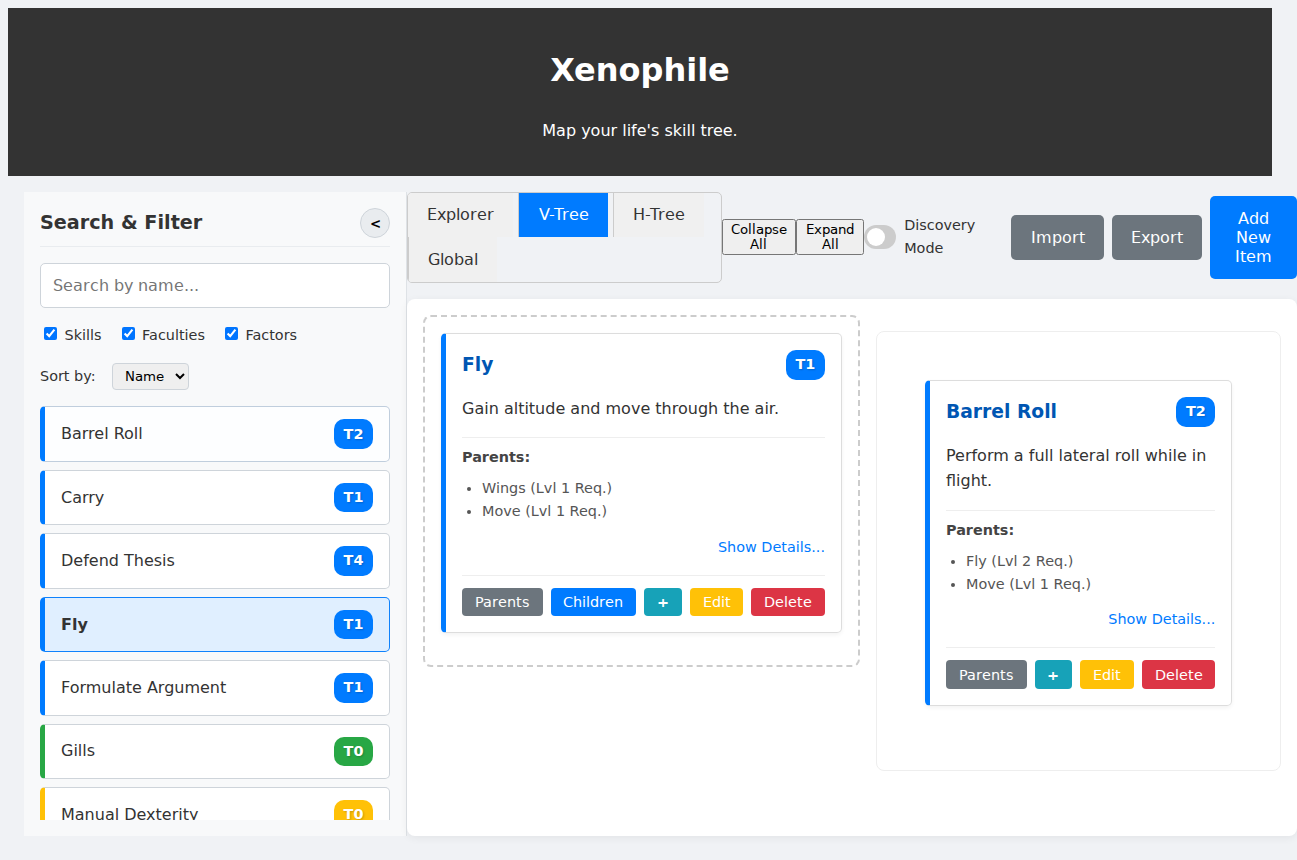 Xenophile
Map your life's skill tree.
Search & Filter
<
Search by name...
Skills
Faculties
Factors
Sort by:
Name
Barrel Roll
T2
Carry
T1
Defend Thesis
T4
Fly
T1
Formulate Argument
T1
Gills
T0
Manual Dexterity
T0
Explorer
V-Tree
H-Tree
Global
Collapse
All
Expand
All
Discovery
Mode
Import
Export
Add
New
Item
Fly
T1
Gain altitude and move through the air.
Parents:
• Wings (Lvl 1 Req.)
• Move (Lvl 1 Req.)
Show Details...
Parents
Children
+
Edit
Delete
Barrel Roll
T2
Perform a full lateral roll while in
flight.
Parents:
• Fly (Lvl 2 Req.)
• Move (Lvl 1 Req.)
Show Details...
Parents
+
Edit
Delete